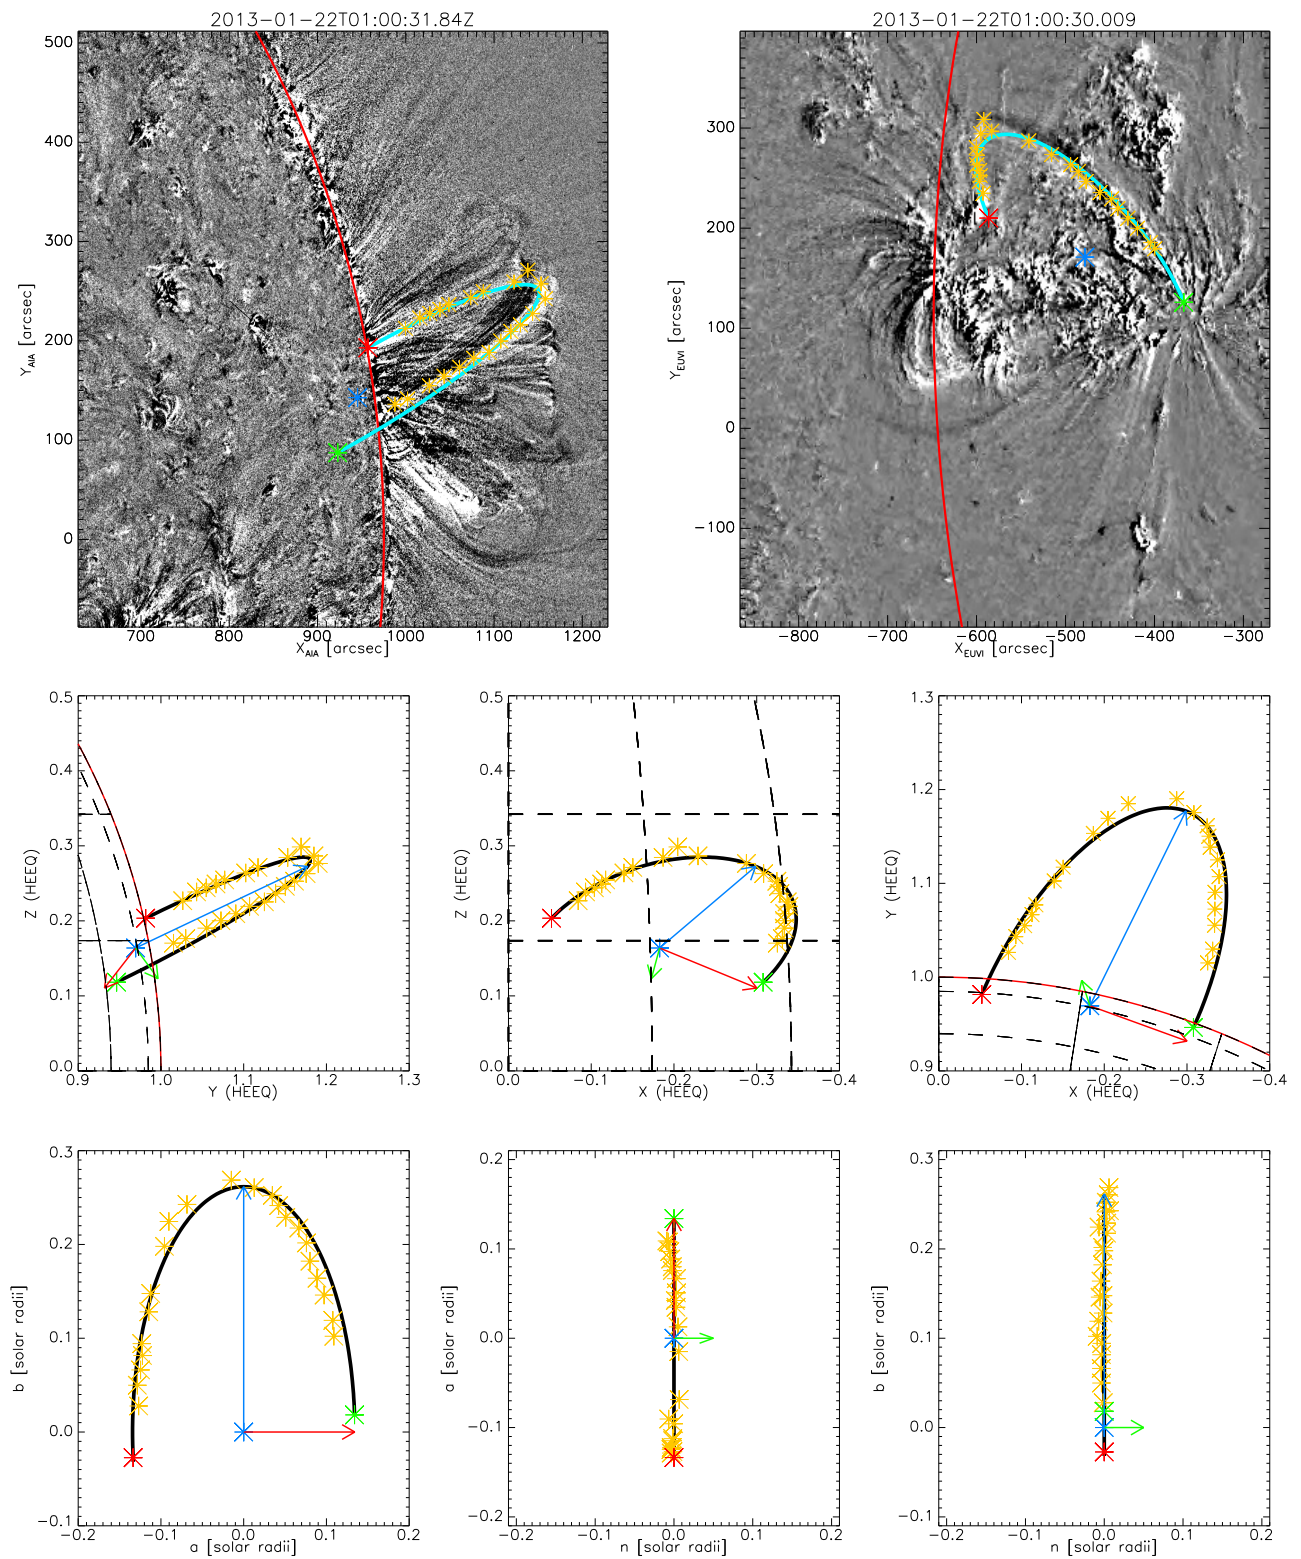 2013-01-22T01:00:31.84Z
2013-01-22T01:00:30.009
500
400
300
200
100
0
Y_AIA [arcsec]
700 800 900 1000 1100 1200
X_AIA [arcsec]
300
200
100
0
−100
Y_EUVI [arcsec]
−800 −700 −600 −500 −400 −300
X_EUVI [arcsec]
0.5
0.4
0.3
0.2
0.1
0.0
Z (HEEQ)
0.9 1.0 1.1 1.2 1.3
Y (HEEQ)
0.5
0.4
0.3
0.2
0.1
0.0
Z (HEEQ)
0.0 −0.1 −0.2 −0.3 −0.4
X (HEEQ)
1.3
1.2
1.1
1.0
0.9
Y (HEEQ)
0.0 −0.1 −0.2 −0.3 −0.4
X (HEEQ)
0.3
0.2
0.1
0.0
−0.1
b [solar radii]
−0.2 −0.1 0.0 0.1 0.2
a [solar radii]
0.2
0.1
0.0
−0.1
−0.2
a [solar radii]
−0.2 −0.1 0.0 0.1 0.2
n [solar radii]
0.3
0.2
0.1
0.0
−0.1
b [solar radii]
−0.2 −0.1 0.0 0.1 0.2
n [solar radii]